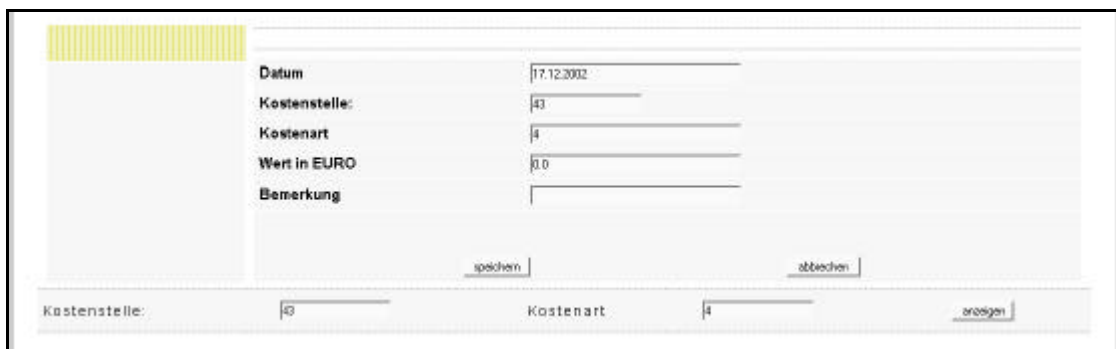 Datum 17.12.2002
Kostenstelle: 43
Kostenart 4
Wert in EURO 0.0
Bemerkung
speichern abbrechen
Kostenstelle: 43 Kostenart 4 anzeigen